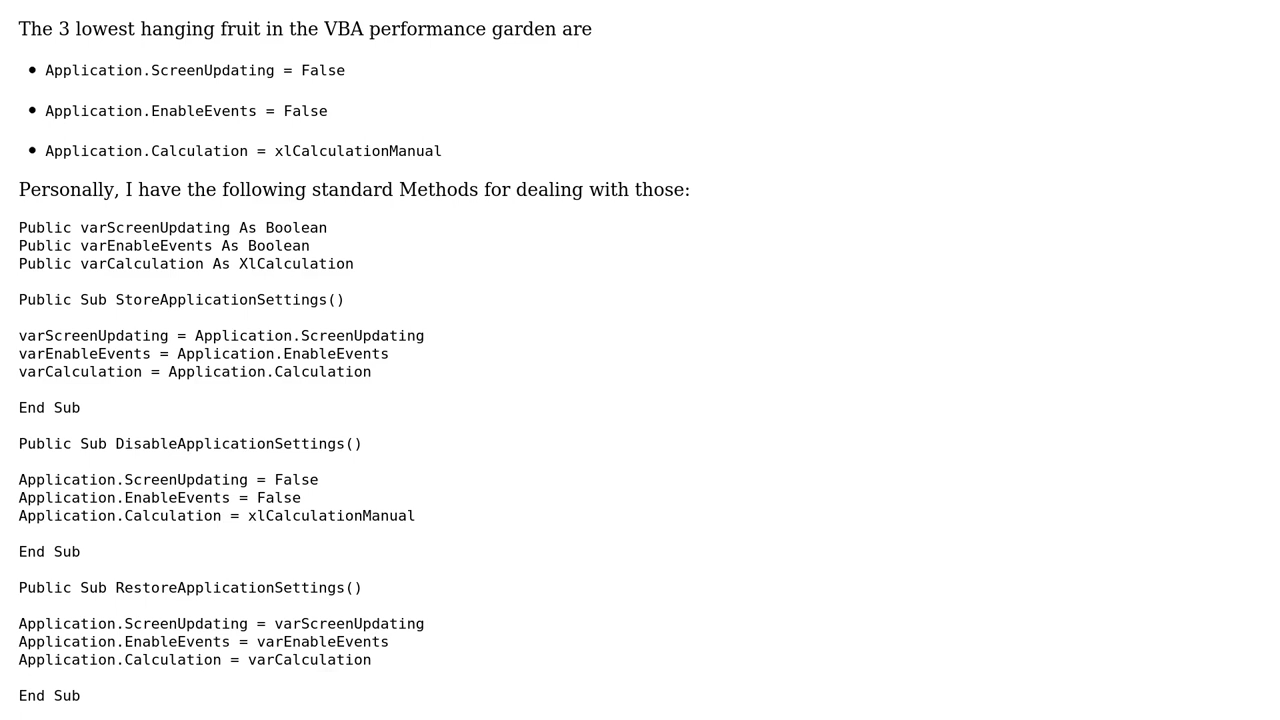 The 3 lowest hanging fruit in the VBA performance garden are
• Application.ScreenUpdating = False
• Application.EnableEvents = False
• Application.Calculation = xlCalculationManual
Personally, I have the following standard Methods for dealing with those:
Public varScreenUpdating As Boolean
Public varEnableEvents As Boolean
Public varCalculation As XlCalculation
Public Sub StoreApplicationSettings()
varScreenUpdating = Application.ScreenUpdating
varEnableEvents = Application.EnableEvents
varCalculation = Application.Calculation
End Sub
Public Sub DisableApplicationSettings()
Application.ScreenUpdating = False
Application.EnableEvents = False
Application.Calculation = xlCalculationManual
End Sub
Public Sub RestoreApplicationSettings()
Application.ScreenUpdating = varScreenUpdating
Application.EnableEvents = varEnableEvents
Application.Calculation = varCalculation
End Sub